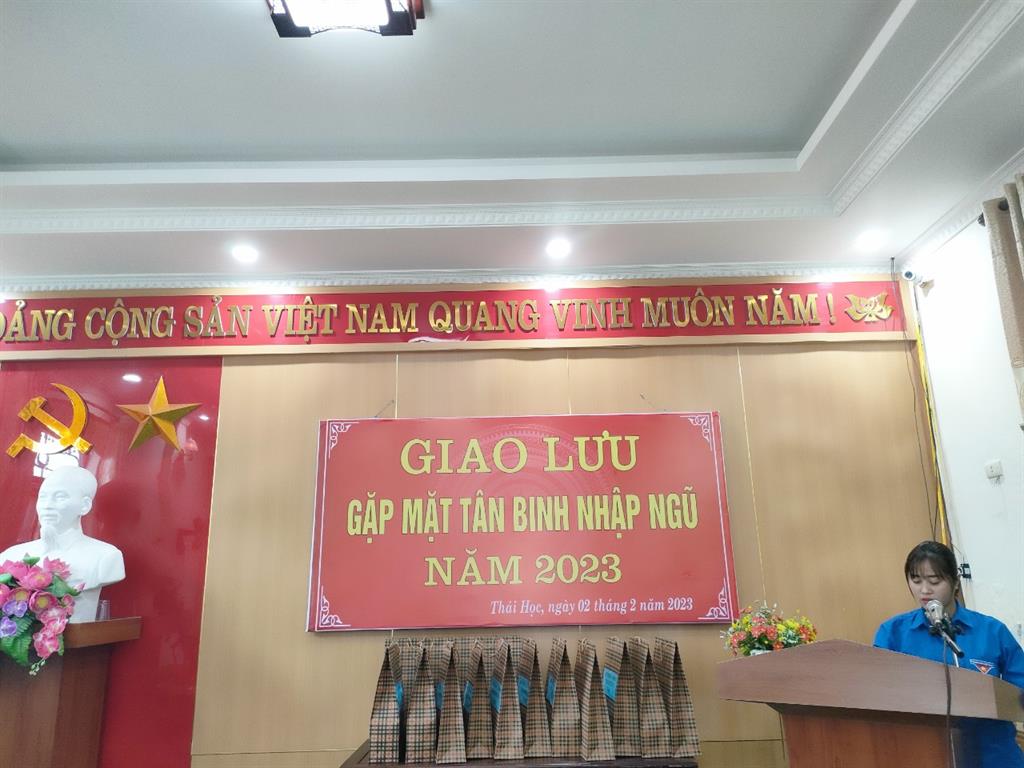 ĐẢNG CỘNG SẢN VIỆT NAM QUANG VINH MUÔN NĂM !
GIAO LƯU
GẶP MẶT TÂN BINH NHẬP NGŨ
NĂM 2023
Thái Học, ngày 02 tháng 2 năm 2023